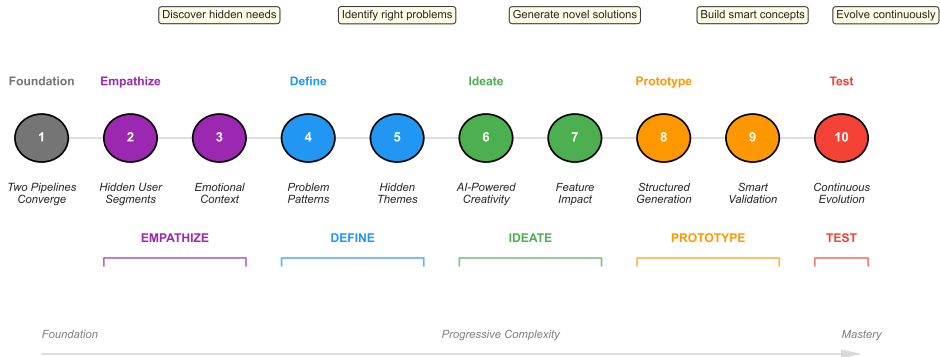 Discover hidden needs
Identify right problems
Generate novel solutions
Build smart concepts
Evolve continuously
Foundation
Empathize
Define
Ideate
Prototype
Test
1
2
3
4
5
6
7
8
9
10
Two Pipelines
Converge
Hidden User
Segments
Emotional
Context
Problem
Patterns
Hidden
Themes
AI-Powered
Creativity
Feature
Impact
Structured
Generation
Smart
Validation
Continuous
Evolution
EMPATHIZE
DEFINE
IDEATE
PROTOTYPE
TEST
Foundation
Progressive Complexity
Mastery